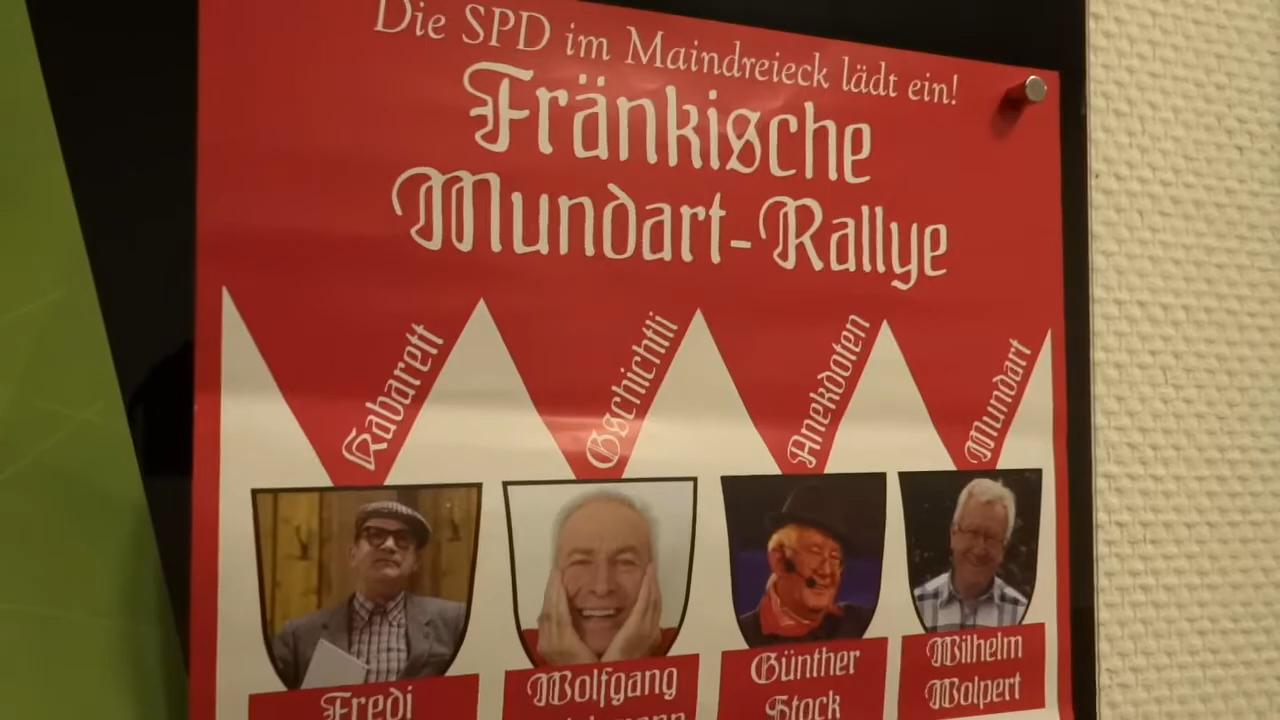 Die SPD im Maindreieck lädt ein!
Fränkische
Mundart-Rallye
Kabarett
Gschichtli
Anekdoten
Mundart
Fredi
Wolfgang
Günther
Stock
Wilhelm
Wolpert